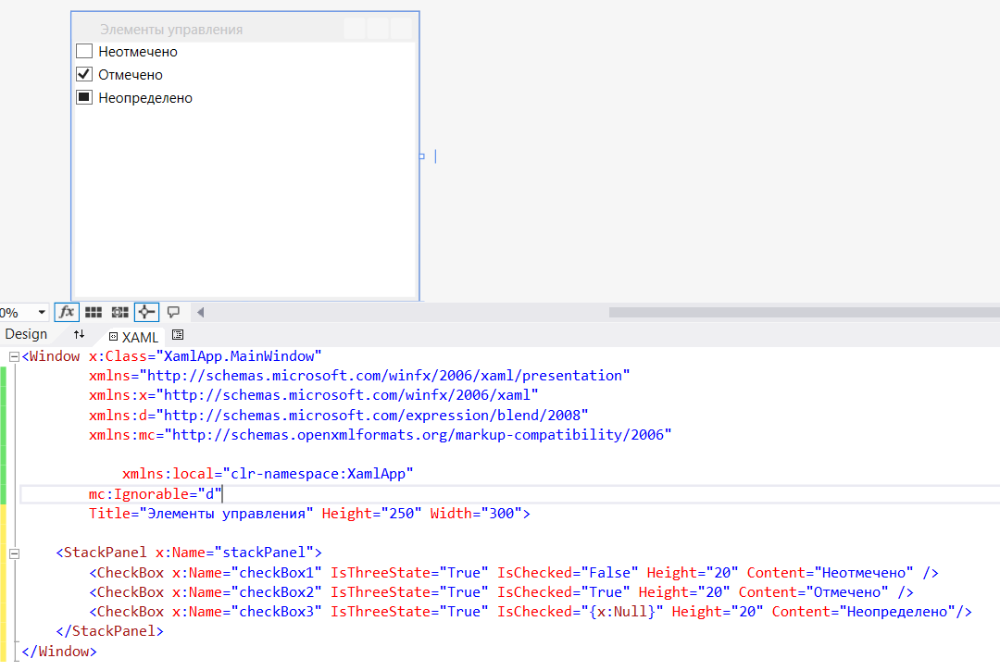 Элементы управления
Неотмечено
Отмечено
Неопределено
0% fx
Design XAML
<Window x:Class="XamlApp.MainWindow"
xmlns="http://schemas.microsoft.com/winfx/2006/xaml/presentation"
xmlns:x="http://schemas.microsoft.com/winfx/2006/xaml"
xmlns:d="http://schemas.microsoft.com/expression/blend/2008"
xmlns:mc="http://schemas.openxmlformats.org/markup-compatibility/2006"
xmlns:local="clr-namespace:XamlApp"
mc:Ignorable="d"
Title="Элементы управления" Height="250" Width="300">
<StackPanel x:Name="stackPanel">
<CheckBox x:Name="checkBox1" IsThreeState="True" IsChecked="False" Height="20" Content="Неотмечено" />
<CheckBox x:Name="checkBox2" IsThreeState="True" IsChecked="True" Height="20" Content="Отмечено" />
<CheckBox x:Name="checkBox3" IsThreeState="True" IsChecked="{x:Null}" Height="20" Content="Неопределено"/>
</StackPanel>
</Window>